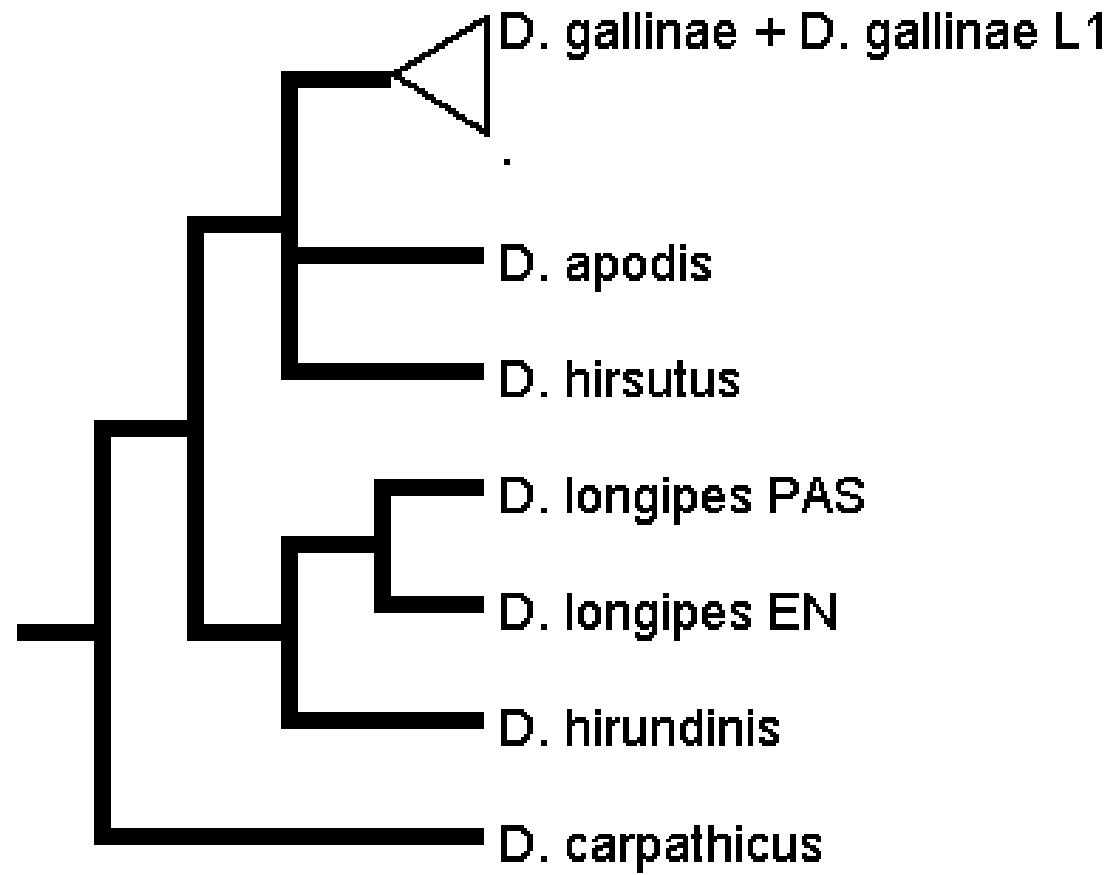 D. gallinae + D. gallinae L1
.
D. apodis
D. hirsutus
D. longipes PAS
D. longipes EN
D. hirundinis
D. carpathicus